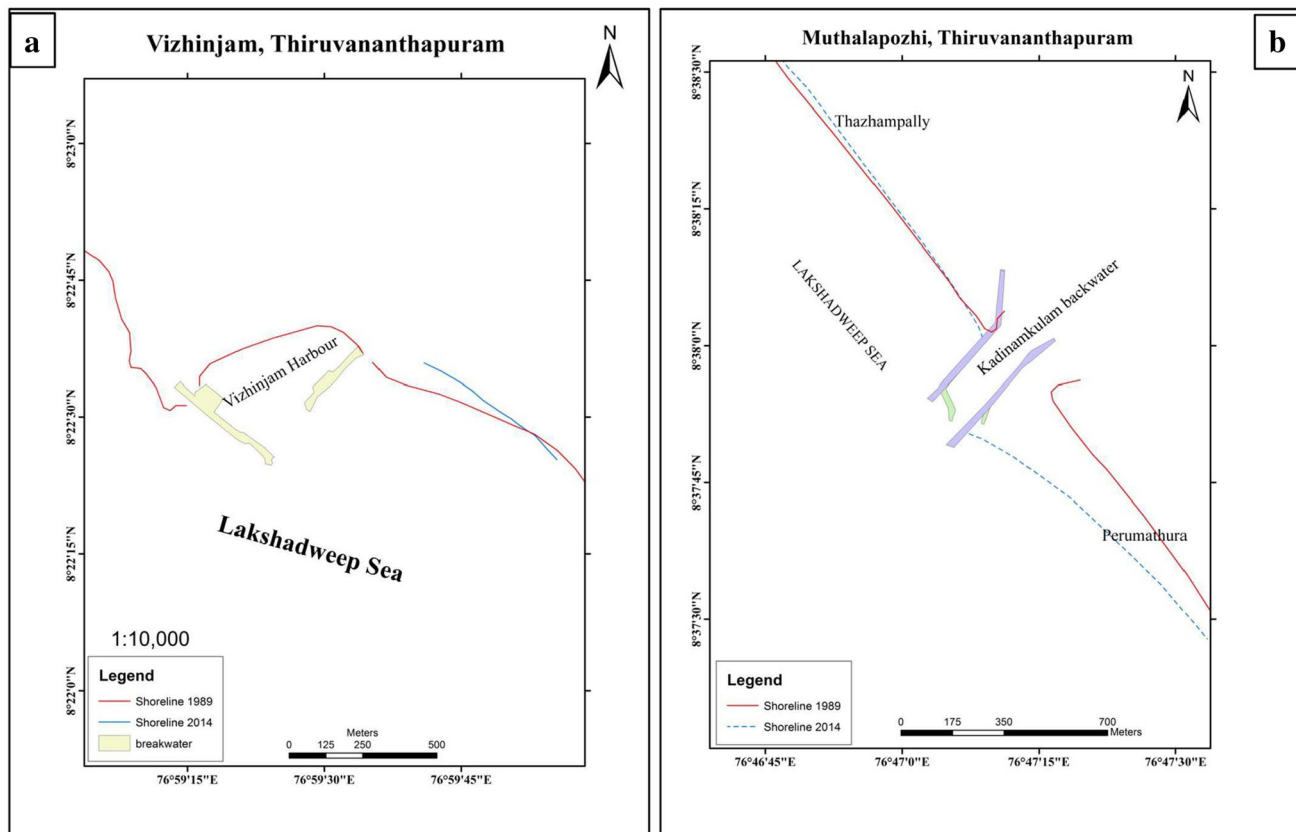 a
Vizhinjam, Thiruvananthapuram
N
8°23'0"N
8°22'45"N
8°22'30"N
8°22'15"N
8°22'0"N
Vizhinjam Harbour
Lakshadweep Sea
1:10,000
Legend
Shoreline 1989
Shoreline 2014
breakwater
Meters
0 125 250 500
76°59'15"E 76°59'30"E 76°59'45"E
b
Muthalapozhi, Thiruvananthapuram
N
8°38'30"N
8°38'15"N
8°38'0"N
8°37'45"N
8°37'30"N
Thazhampally
LAKSHADWEEP SEA
Kadinamkulam backwater
Perumathura
Legend
Shoreline 1989
Shoreline 2014
0 175 350 700
Meters
76°46'45"E 76°47'0"E 76°47'15"E 76°47'30"E